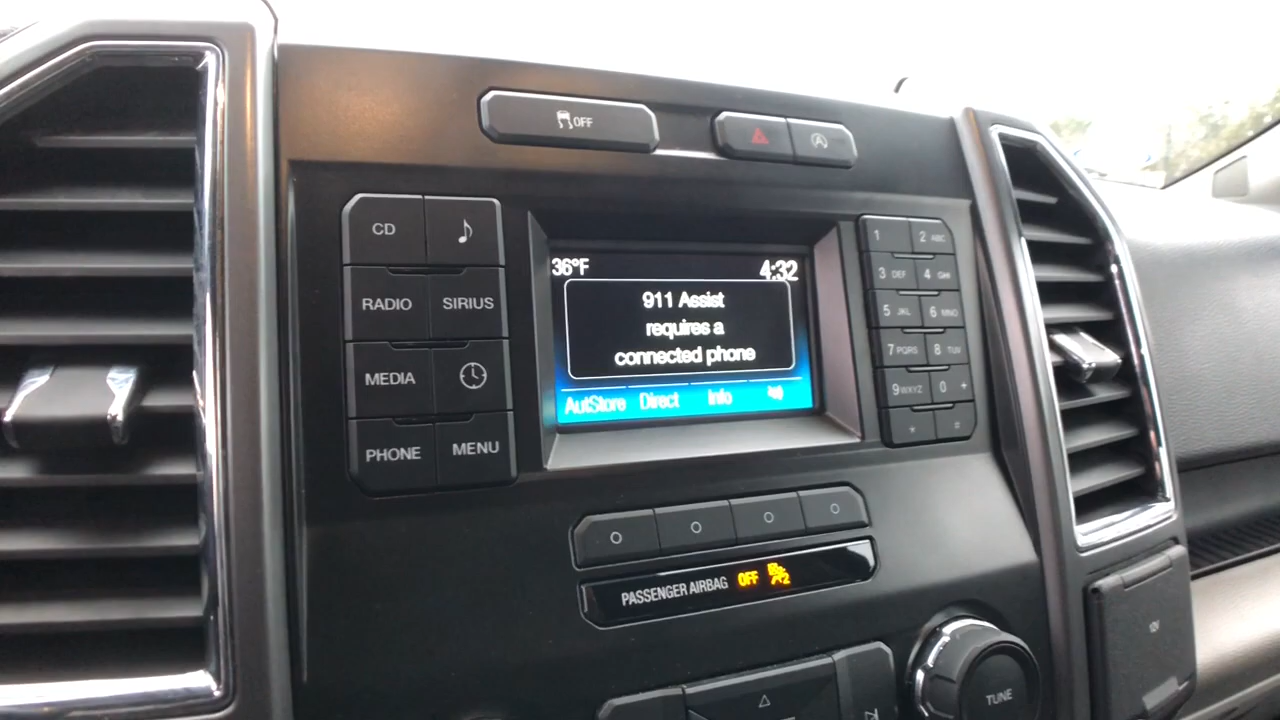 OFF
CD
RADIO SIRIUS
MEDIA
PHONE MENU
36°F 4:32
911 Assist
requires a
connected phone
AutStore Direct Info
1 2 ABC
3 DEF 4 GHI
5 JKL 6 MNO
7 PQRS 8 TUV
9 WXYZ 0 +
* #
PASSENGER AIRBAG OFF 2
TUNE
12V